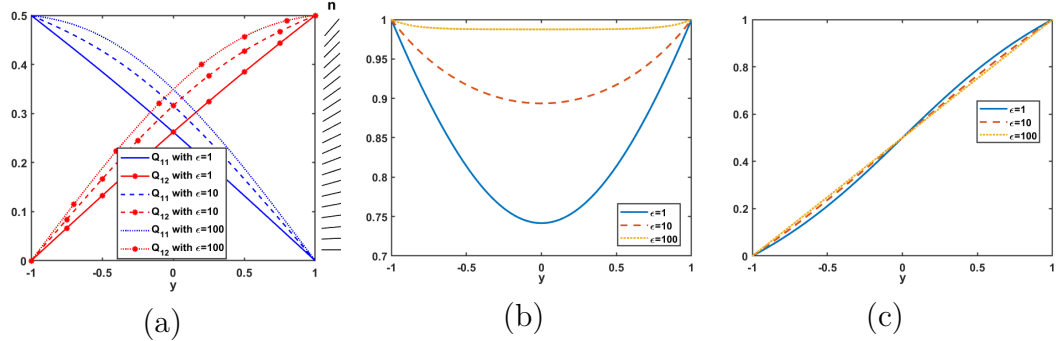 n
0.5
0.4
0.3
0.2
0.1
0
-1 -0.5 0 0.5 1
y
Q11 with ϵ=1
Q12 with ϵ=1
Q11 with ϵ=10
Q12 with ϵ=10
Q11 with ϵ=100
Q12 with ϵ=100
(a)
1
0.95
0.9
0.85
0.8
0.75
0.7
-1 -0.5 0 0.5 1
y
ϵ=1
ϵ=10
ϵ=100
(b)
1
0.8
0.6
0.4
0.2
0
-1 -0.5 0 0.5 1
y
ϵ=1
ϵ=10
ϵ=100
(c)